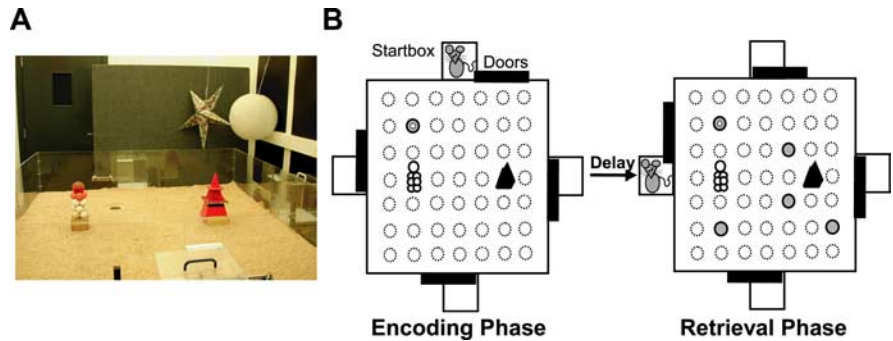 A
B
Startbox
Doors
Delay
Encoding Phase
Retrieval Phase